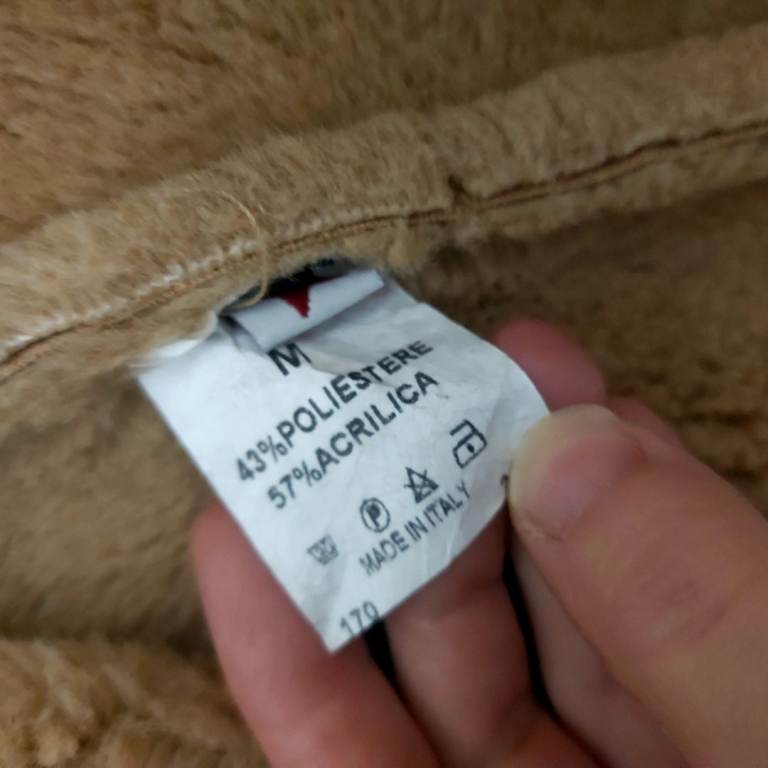 M
43%POLIESTERE
57%ACRILICA
P
MADE IN ITALY
170